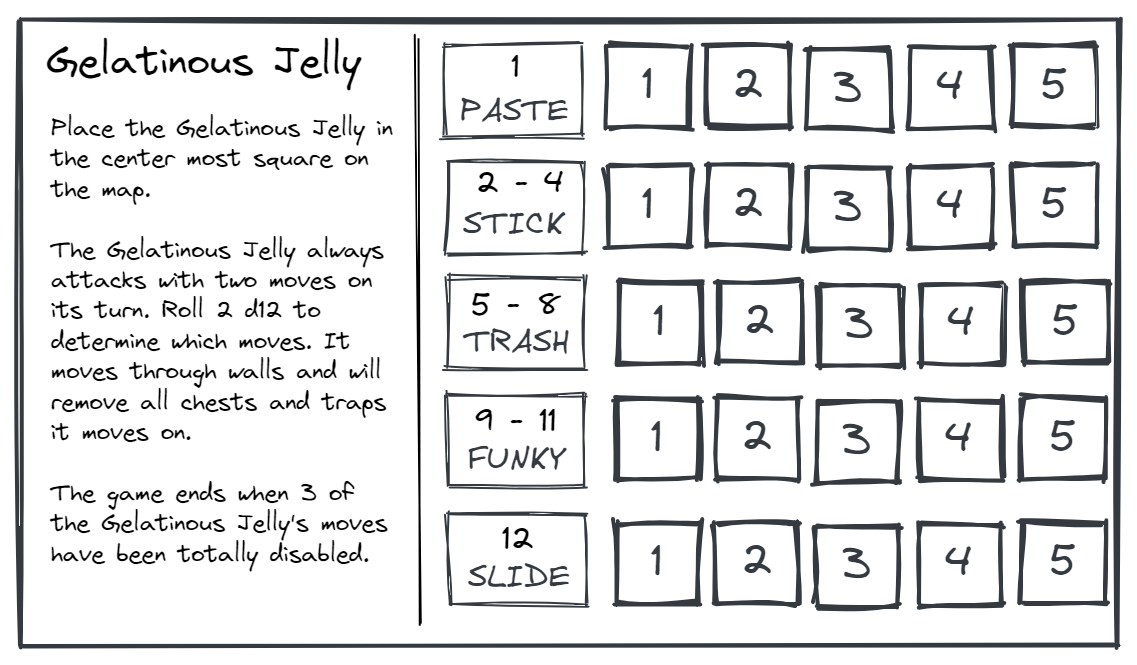 Gelatinous Jelly
Place the Gelatinous Jelly in
the center most square on
the map.
The Gelatinous Jelly always
attacks with two moves on
its turn. Roll 2 d12 to
determine which moves. It
moves through walls and will
remove all chests and traps
it moves on.
The game ends when 3 of
the Gelatinous Jelly's moves
have been totally disabled.
1
PASTE
1 2 3 4 5
2 - 4
STICK
1 2 3 4 5
5 - 8
TRASH
1 2 3 4 5
9 - 11
FUNKY
1 2 3 4 5
12
SLIDE
1 2 3 4 5